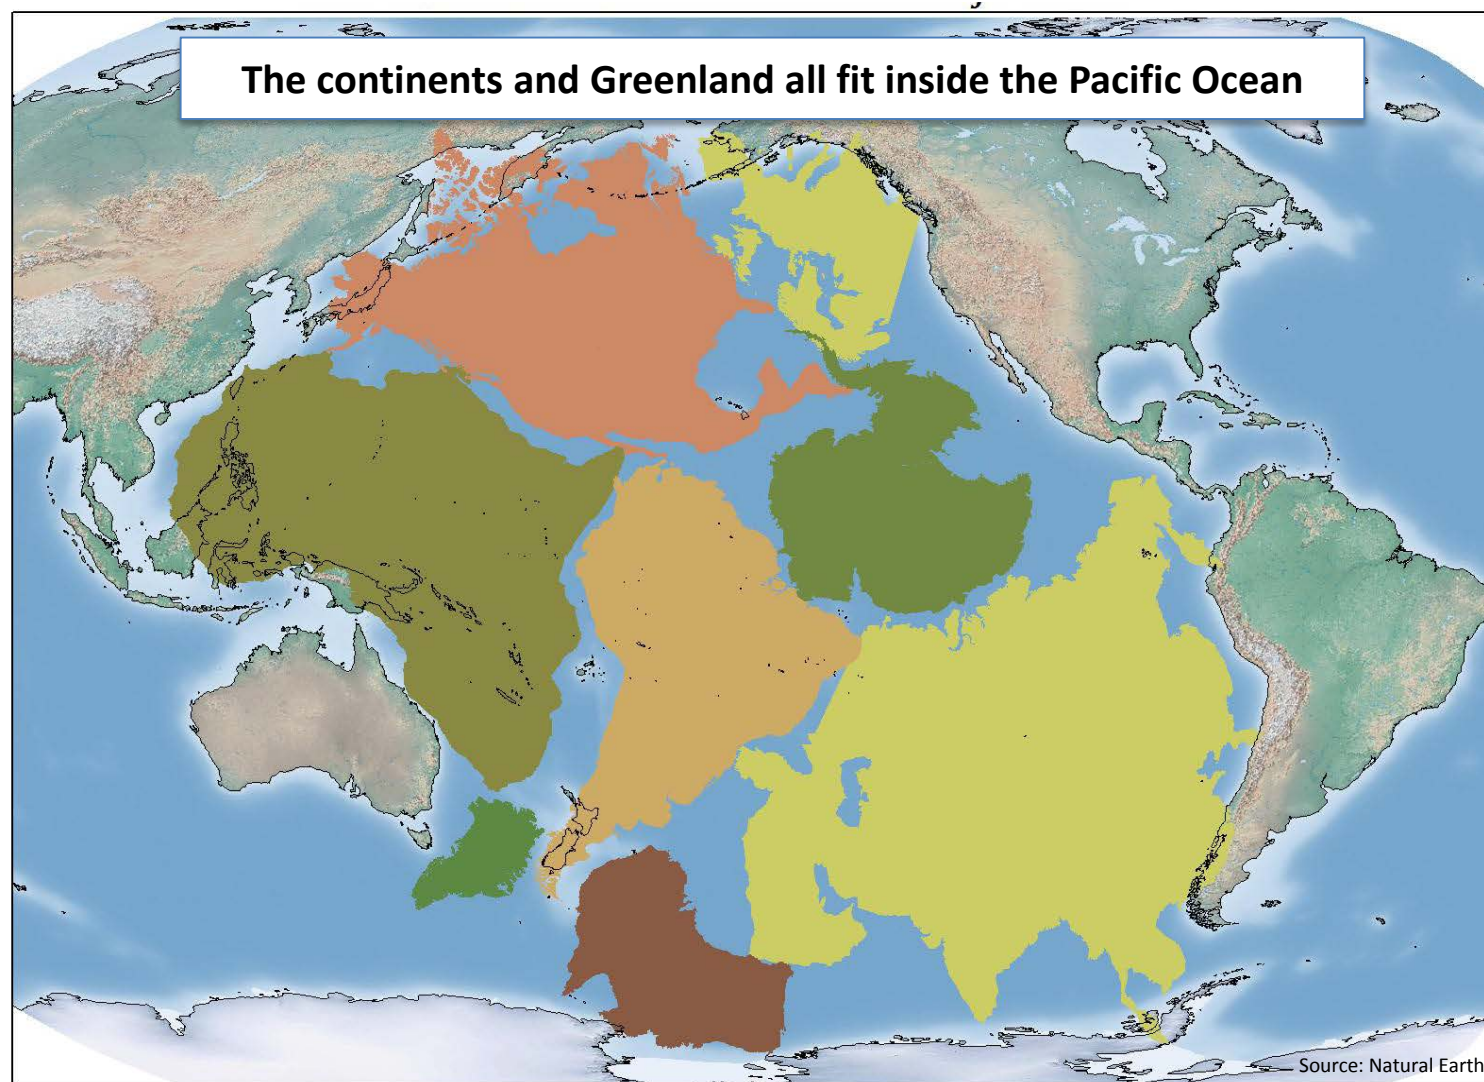 The continents and Greenland all fit inside the Pacific Ocean
Source: Natural Earth